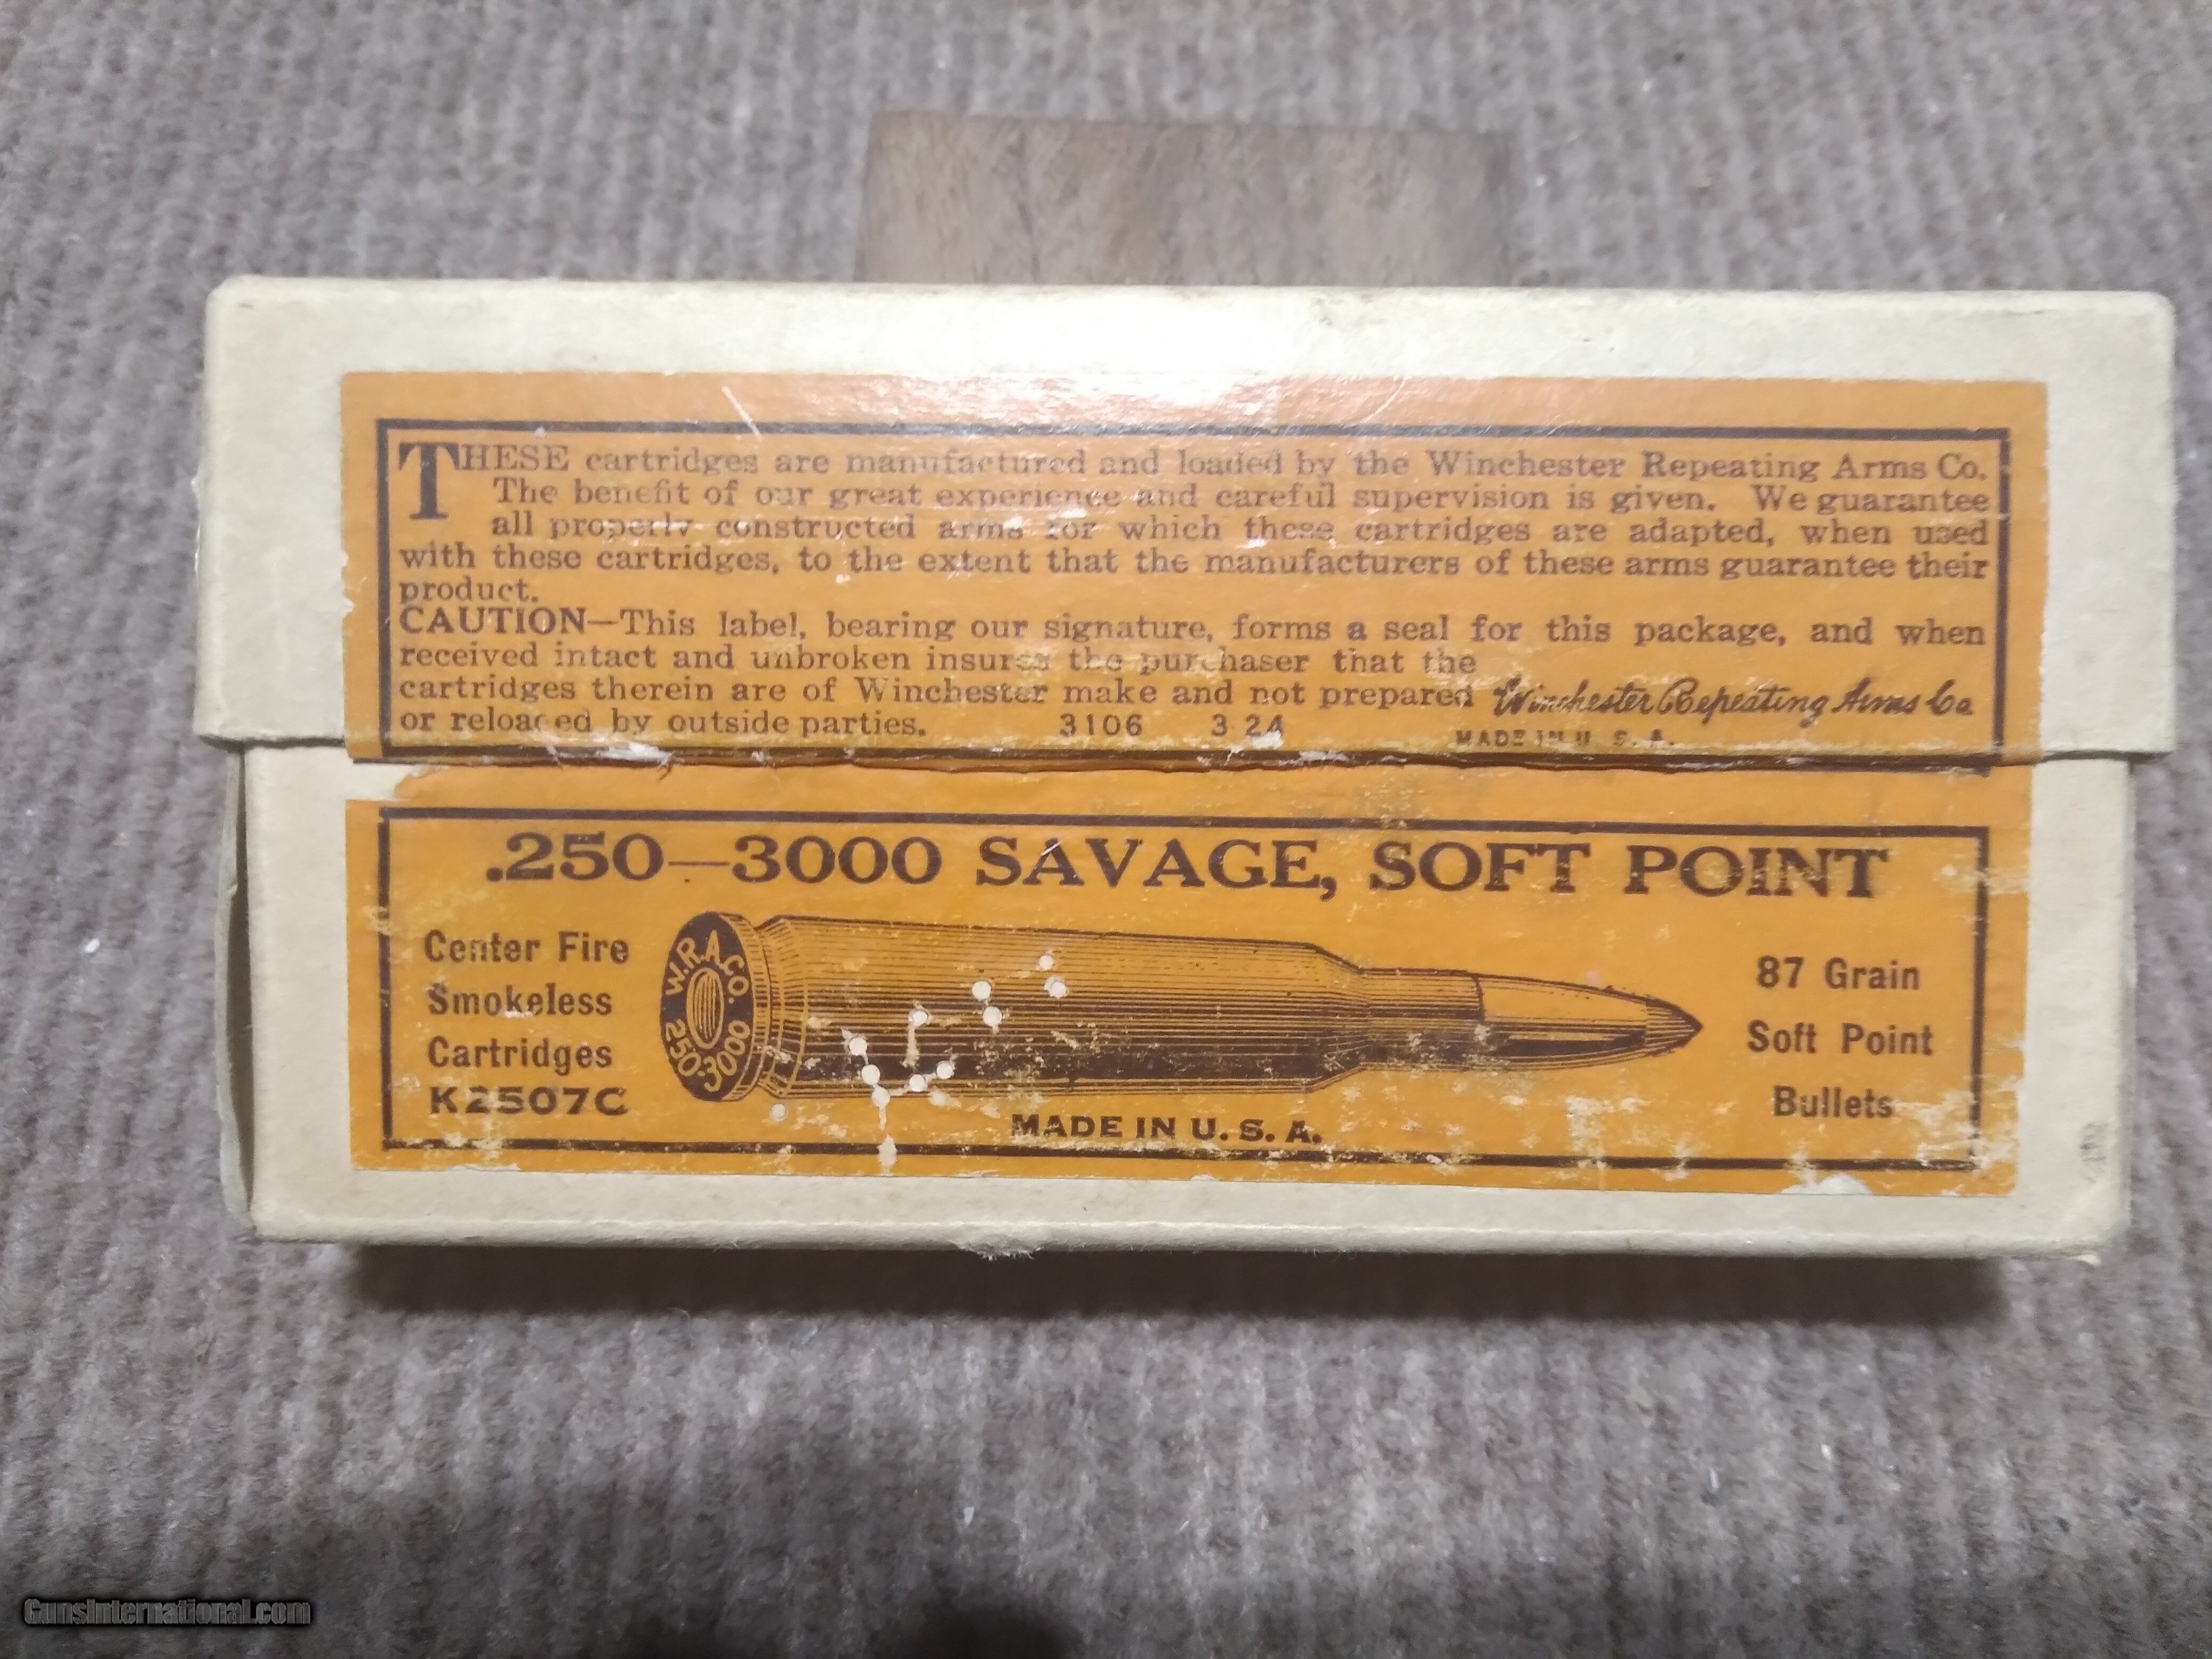 THESE cartridges are manufactured and loaded by the Winchester Repeating Arms Co.
The benefit of our great experience and careful supervision is given. We guarantee
all properly constructed arms for which these cartridges are adapted, when used
with these cartridges, to the extent that the manufacturers of these arms guarantee their
product.
CAUTION—This label, bearing our signature, forms a seal for this package, and when
received intact and unbroken insures the purchaser that the
cartridges therein are of Winchester make and not prepared
or reloaded by outside parties. 3106 3 24
Winchester Repeating Arms Co
MADE IN U. S. A.
.250—3000 SAVAGE, SOFT POINT
Center Fire
Smokeless
Cartridges
K2507C
W.R.A.CO.
250-3000
87 Grain
Soft Point
Bullets
MADE IN U. S. A.
GunsInternational.com